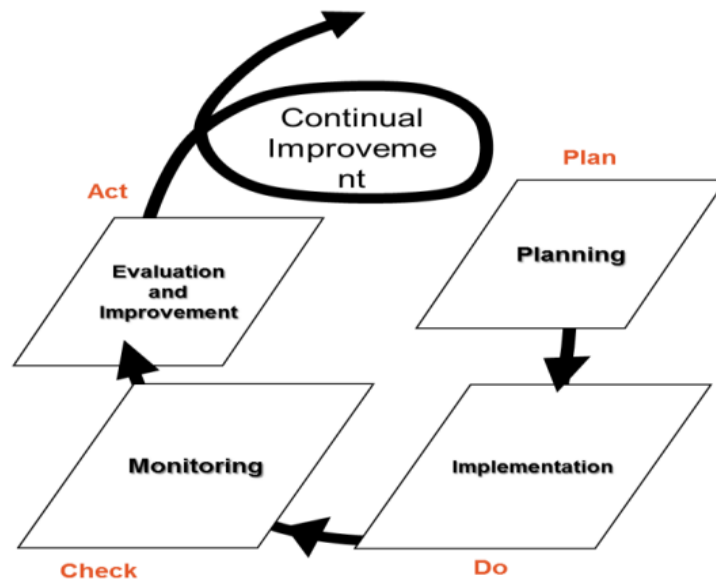 Continual
Improveme
nt
Plan
Act
Planning
Evaluation
and
Improvement
Monitoring
Implementation
Check
Do